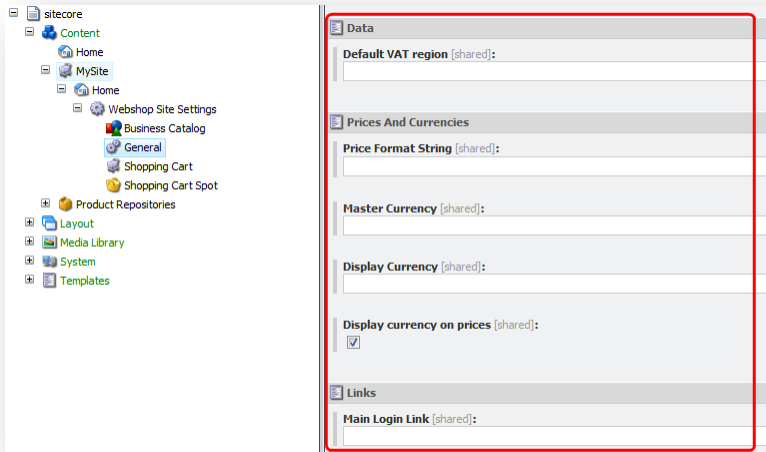 sitecore
Content
Home
MySite
Home
Webshop Site Settings
Business Catalog
General
Shopping Cart
Shopping Cart Spot
Product Repositories
Layout
Media Library
System
Templates
Data
Default VAT region [shared]:
Prices And Currencies
Price Format String [shared]:
Master Currency [shared]:
Display Currency [shared]:
Display currency on prices [shared]:
Links
Main Login Link [shared]: